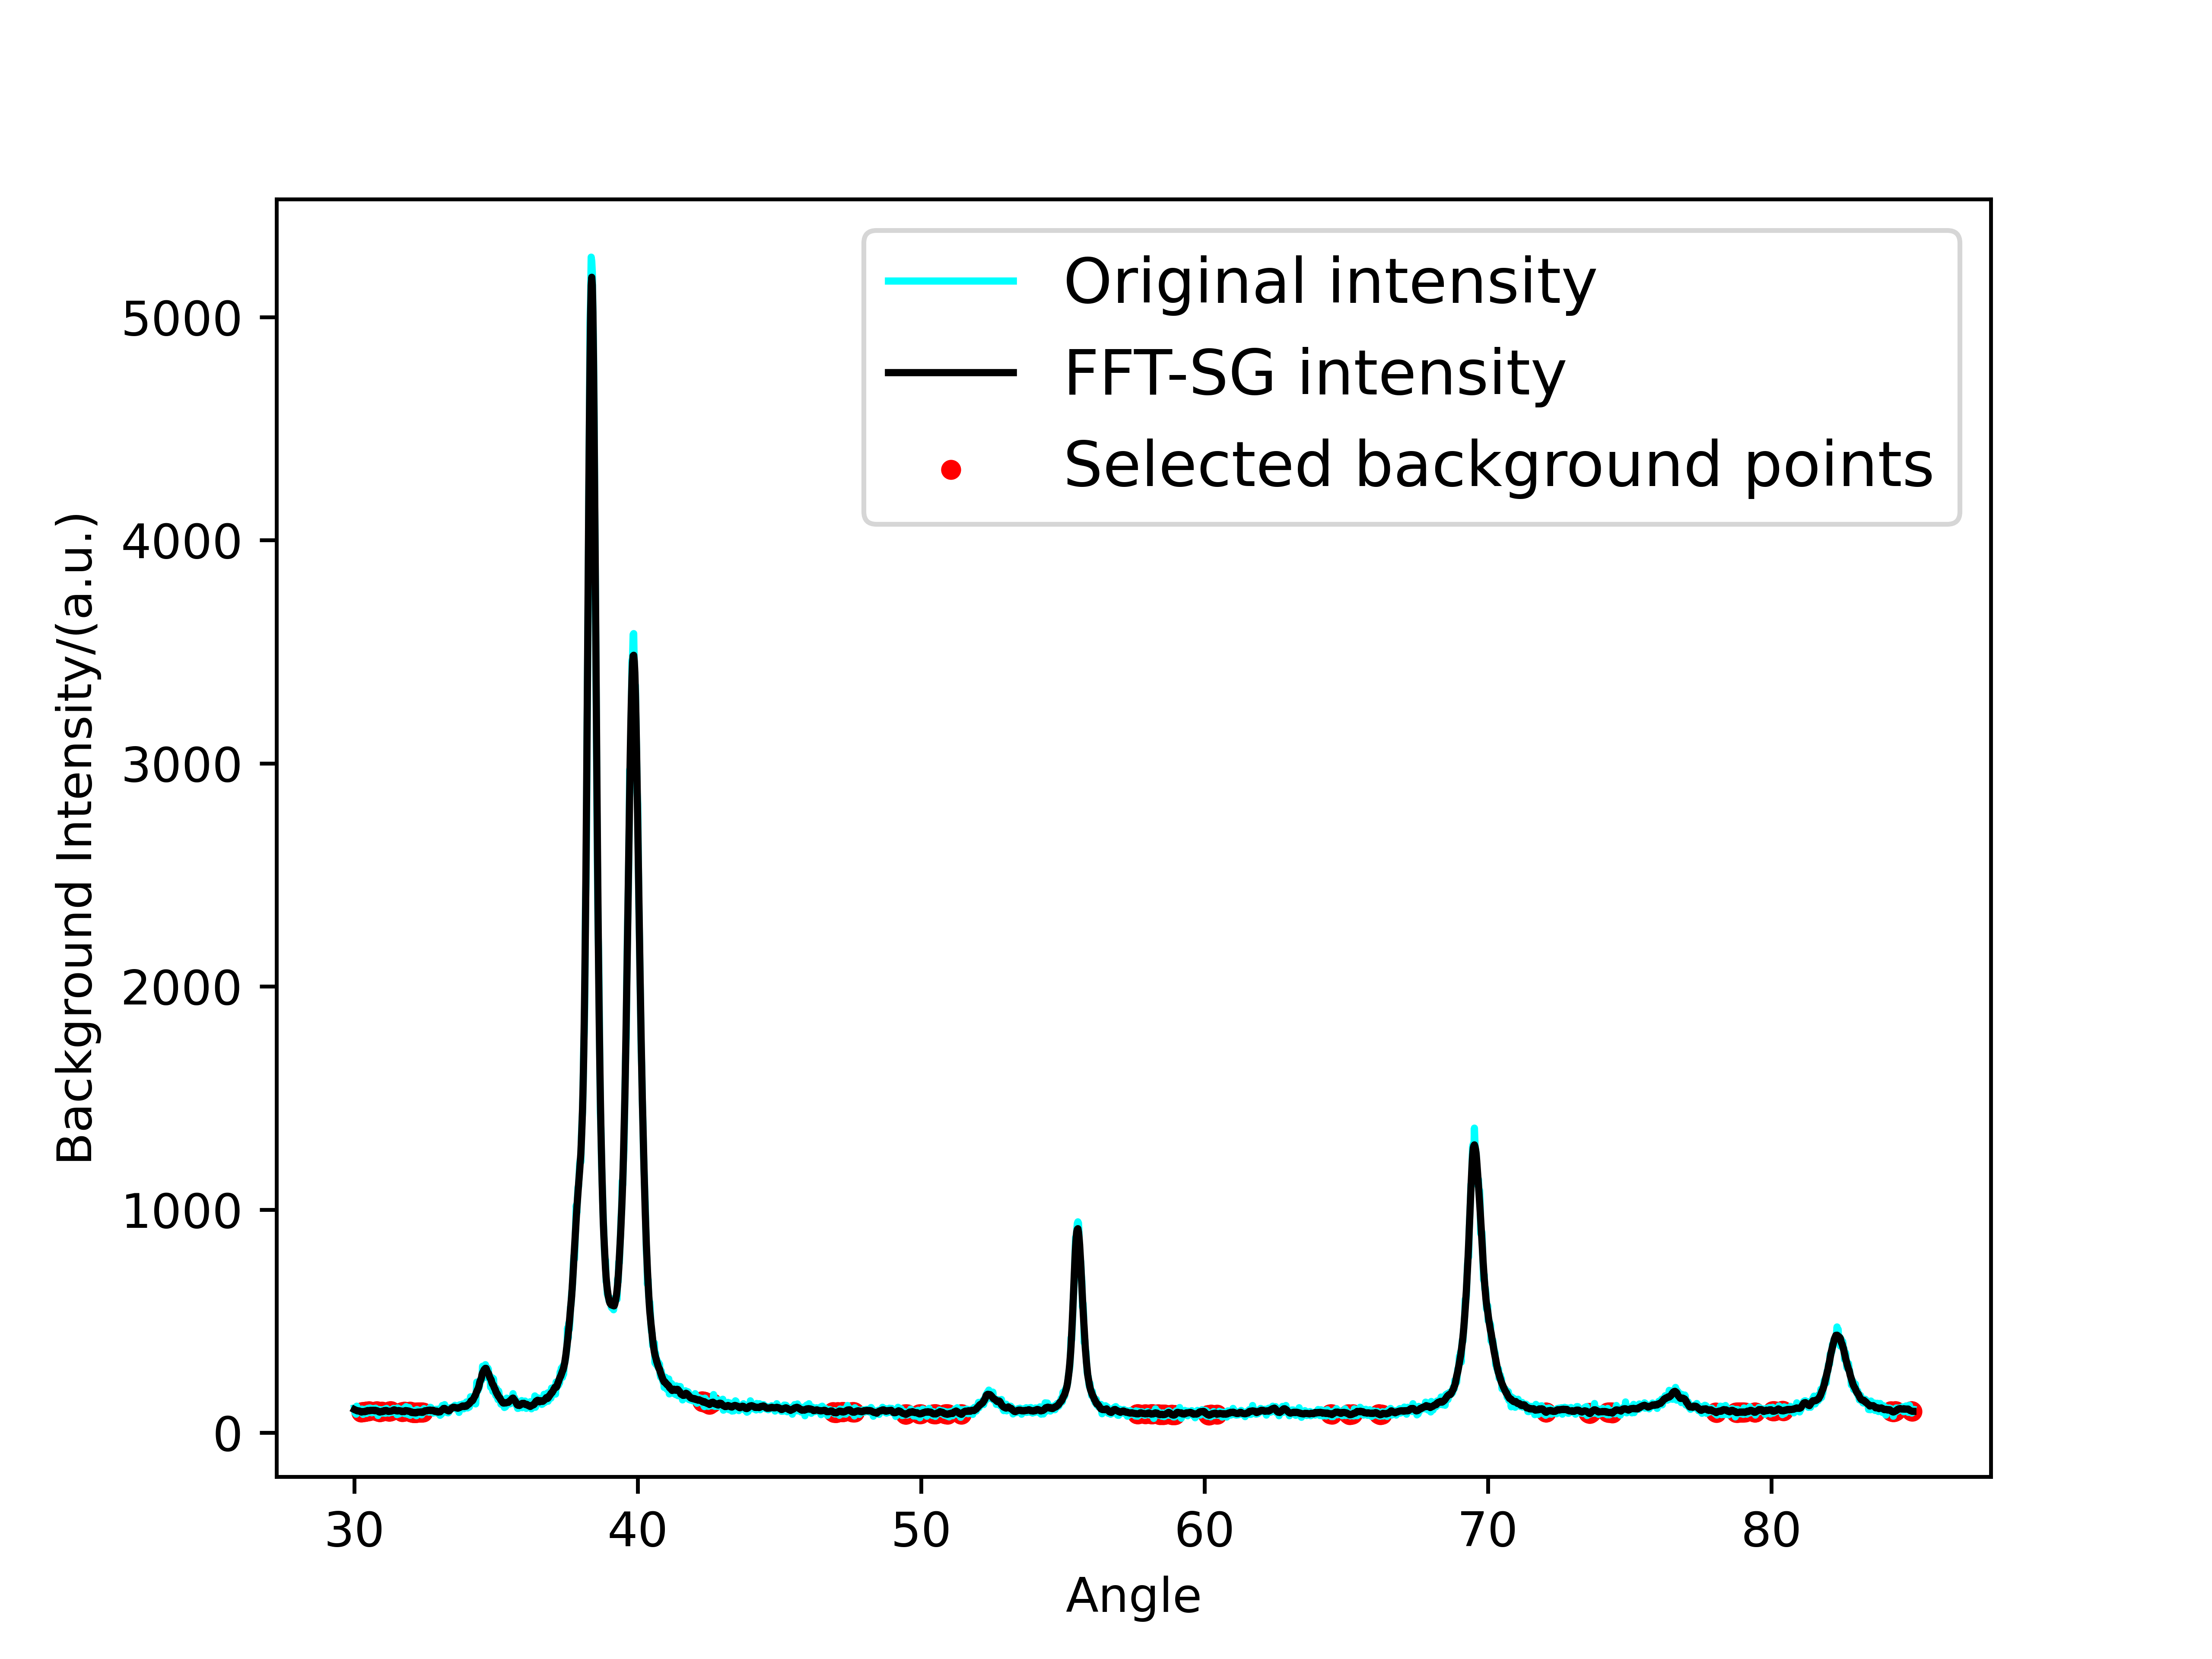 Original intensity
FFT-SG intensity
Selected background points
5000
4000
3000
2000
1000
0
Background Intensity/(a.u.)
30 40 50 60 70 80
Angle